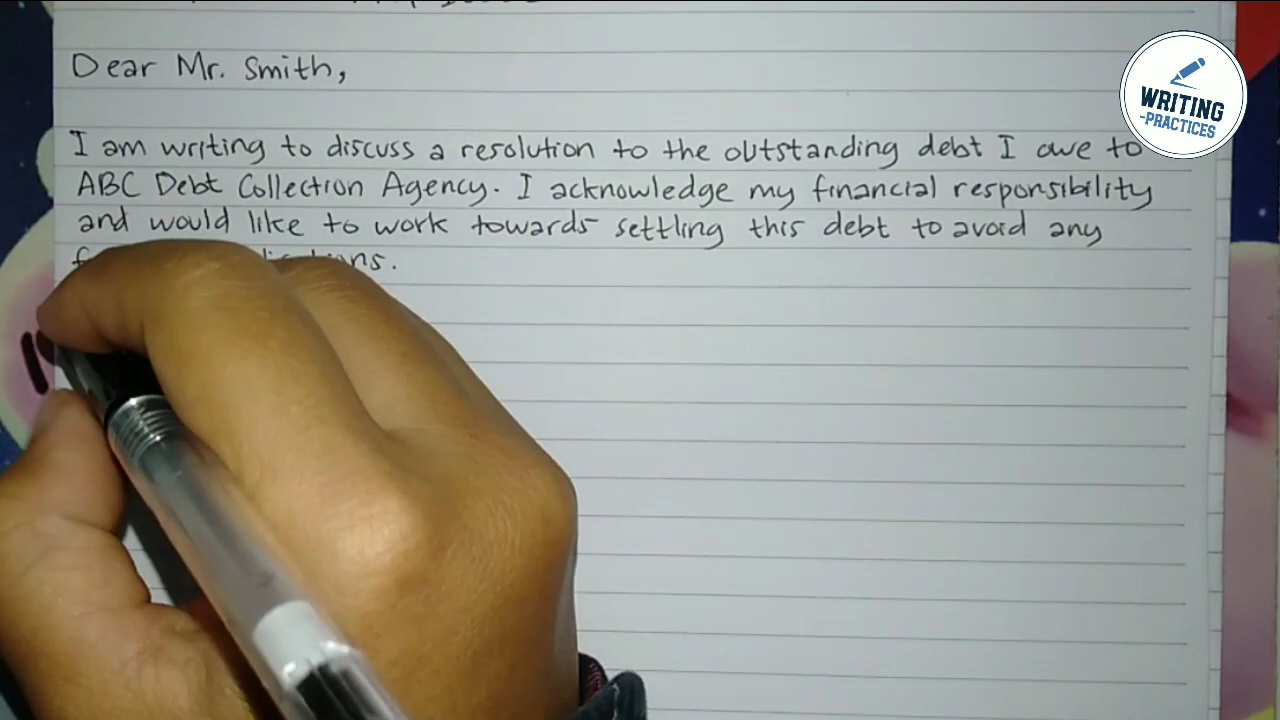 Dear Mr. Smith,
I am writing to discuss a resolution to the outstanding debt I owe to
ABC Debt Collection Agency. I acknowledge my financial responsibility
and would like to work towards settling this debt to avoid any
WRITING
-PRACTICES